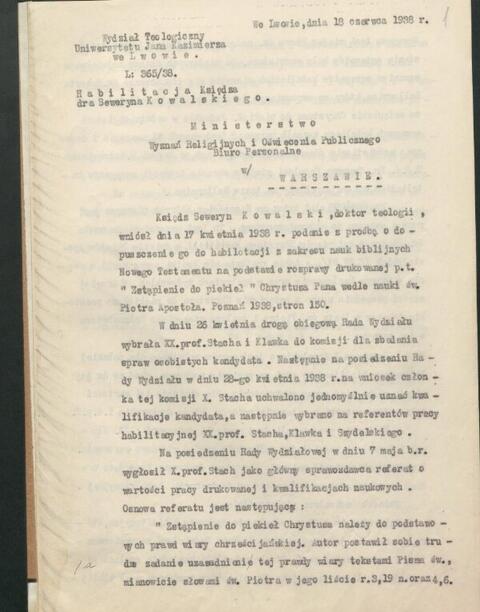 We Lwowie, dnia 18 czerwca 1938 r.
1
Wydział Teologiczny
Uniwersytetu Jana Kazimierza
we Lwowie.
L: 365/38.
Habilitacja Księdza
dra Seweryna Kowalskiego.
Ministerstwo
Wyznań Religijnych i Oświecenia Publicznego
Biuro Personalne
w/
WARSZAWIE.
Ksiądz Seweryn Kowalski, doktor teologii,
wniósł dnia 17 kwietnia 1938 r. podanie z prośbą o do-
puszczenie go do habilitacji z zakresu nauk biblijnych
Nowego Testamentu na podstawie rozprawy drukowanej p.t.
" Zstąpienie do piekieł " Chrystusa Pana wedle nauki św.
Piotra Apostoła. Poznań 1938, stron 150.
W dniu 26 kwietnia drogą obiegową Rada Wydziału
wybrała XX.prof.Stacha i Klawka do komisji dla zbadania
spraw osobistych kandydata . Następnie na posiedzeniu Ra-
dy Wydziału w dniu 28-go kwietnia 1938 r.na wniosek człon-
ka tej komisji X. Stacha uchwalono jednomyślnie uznać kwa-
lifikacje kandydata,a następnie wybrano na referentów pracy
habilitacyjnej XX.prof. Stacha,Klawka i Szydelskiego .
Na posiedzeniu Rady Wydziałowej w dniu 7 maja b.r.
wygłosił X.prof.Stach jako główny sprawozdawca referat o
wartości pracy drukowanej i kwalifikacjach naukowych .
Osnowa referatu jest następująca :
" Zstąpienie do piekieł Chrystusa należy do podstawo-
wych prawd wiary chrześcijańskiej. Autor postawił sobie tru-
dne zadanie uzasadnienie tej prawdy wiary tekstami Pisma św.,
mianowicie słowami św. Piotra w jego liście r.3,19 n.oraz 4,6.